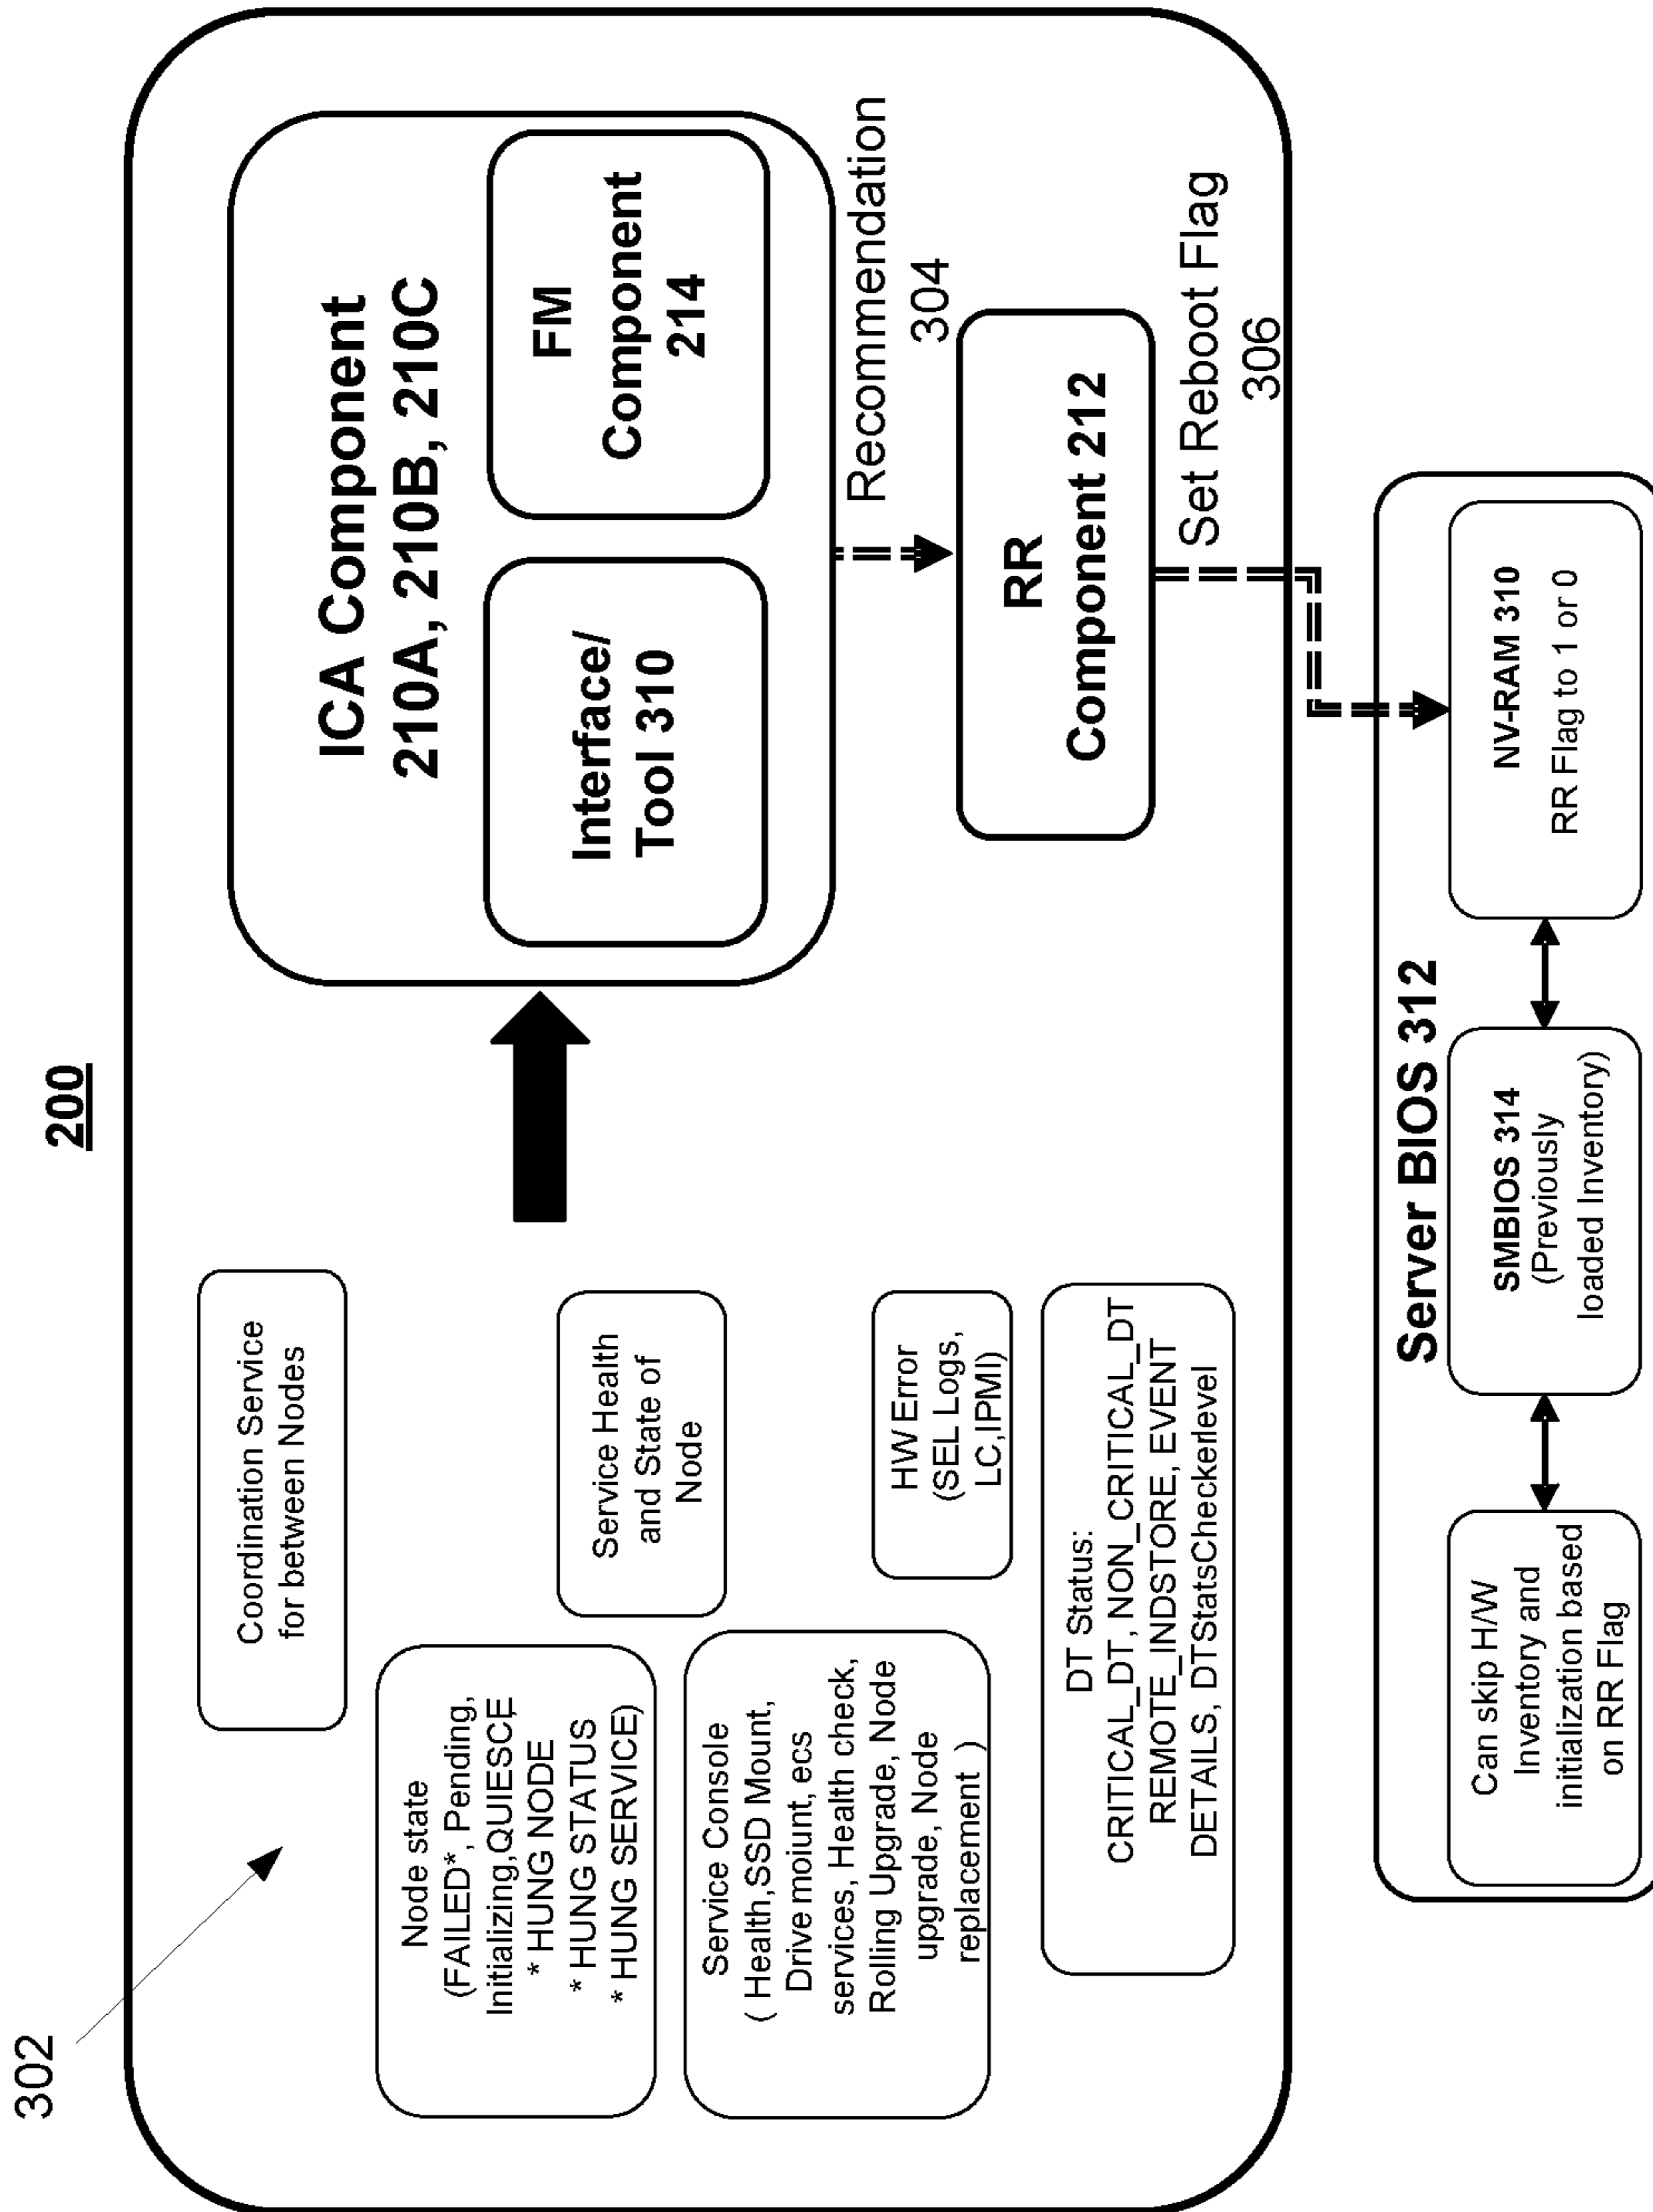 200
302
Coordination Service
for between Nodes
Node state
(FAILED*, Pending,
Initializing,QUIESCE
* HUNG NODE
* HUNG STATUS
* HUNG SERVICE)
Service Health
and State of
Node
Service Console
( Health,SSD Mount,
Drive moiunt, ecs
services, Health check,
Rolling Upgrade, Node
upgrade, Node
replacement )
HW Error
(SEL Logs,
LC,IPMI)
DT Status:
CRITICAL_DT, NON_CRITICAL_DT
REMOTE_INDSTORE, EVENT
DETAILS, DTStatsCheckerlevel
ICA Component
210A, 210B, 210C
Interface/
Tool 310
FM
Component
214
Recommendation
304
RR
Component 212
Set Reboot Flag
306
Server BIOS 312
Can skip H/W
Inventory and
initialization based
on RR Flag
SMBIOS 314
(Previously
loaded Inventory)
NV-RAM 310
RR Flag to 1 or 0